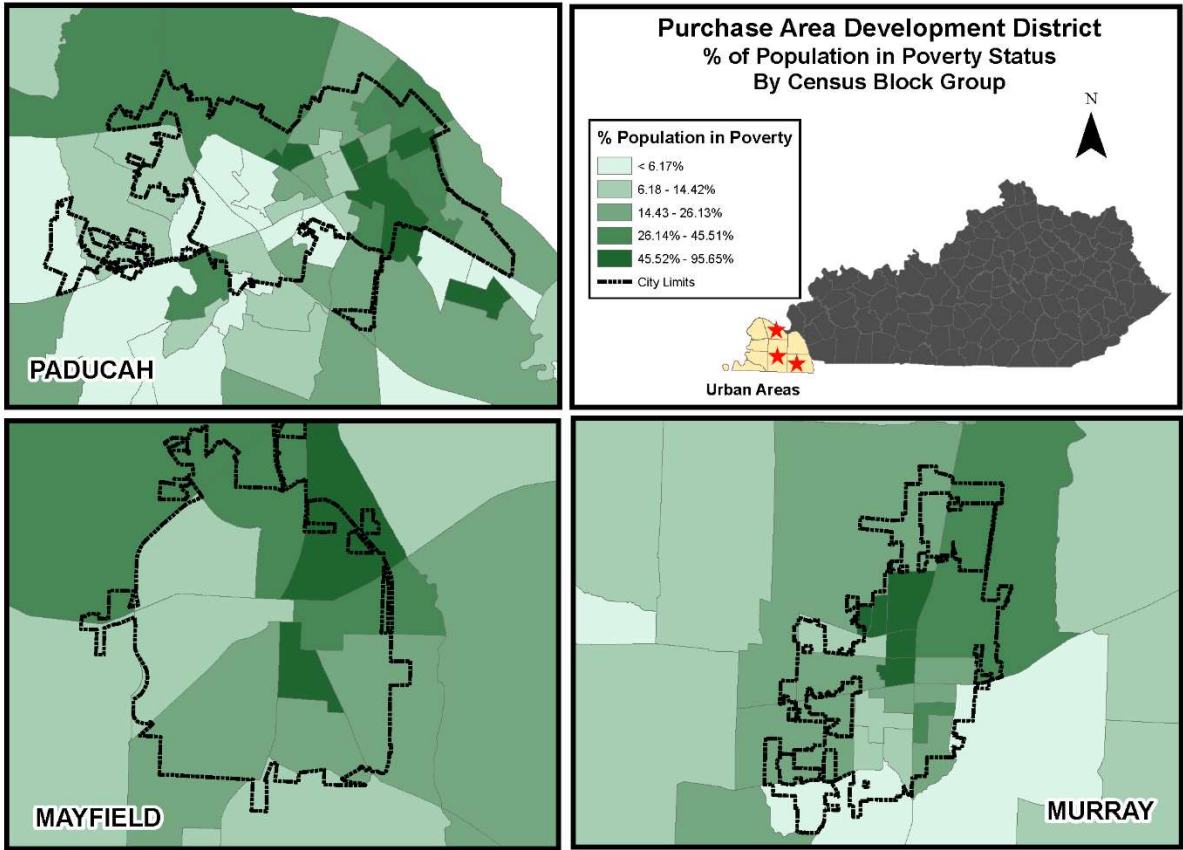 Purchase Area Development District
% of Population in Poverty Status
By Census Block Group
N
% Population in Poverty
< 6.17%
6.18 - 14.42%
14.43 - 26.13%
26.14% - 45.51%
45.52% - 95.65%
City Limits
Urban Areas
PADUCAH
MAYFIELD
MURRAY